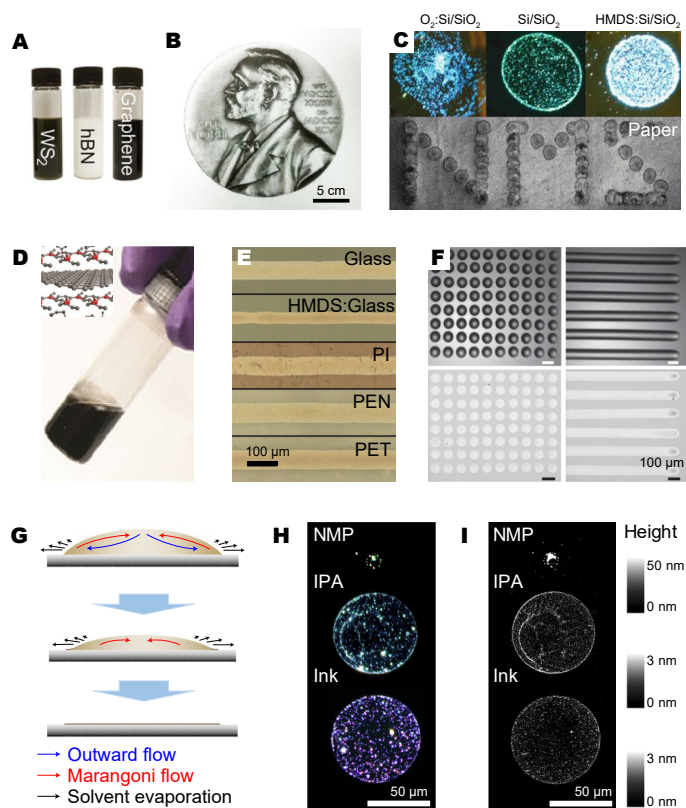 A
WS2
hBN
Graphene
B
5 cm
C
O2:Si/SiO2
Si/SiO2
HMDS:Si/SiO2
Paper
D
E
Glass
HMDS:Glass
PI
PEN
PET
100 µm
F
100 µm
G
Outward flow
Marangoni flow
Solvent evaporation
H
NMP
IPA
Ink
50 µm
I
NMP
IPA
Ink
50 µm
Height
50 nm
0 nm
3 nm
0 nm
3 nm
0 nm